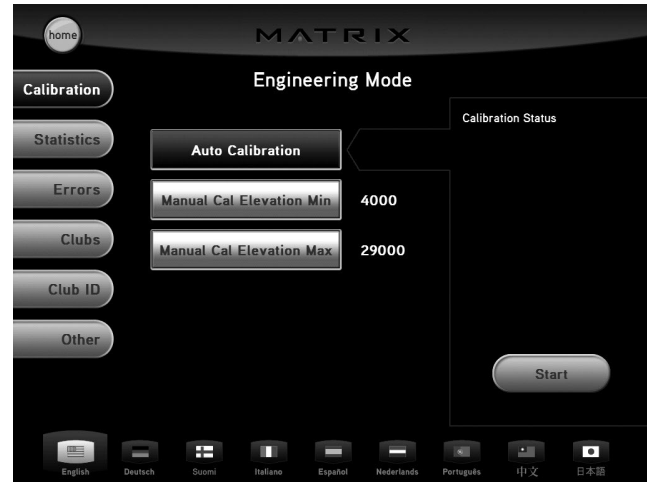 home
MATRIX
Engineering Mode
Calibration
Statistics
Errors
Clubs
Club ID
Other
Auto Calibration
Manual Cal Elevation Min 4000
Manual Cal Elevation Max 29000
Calibration Status
Start
English Deutsch Suomi Italiano Español Nederlands Português 中文 日本語